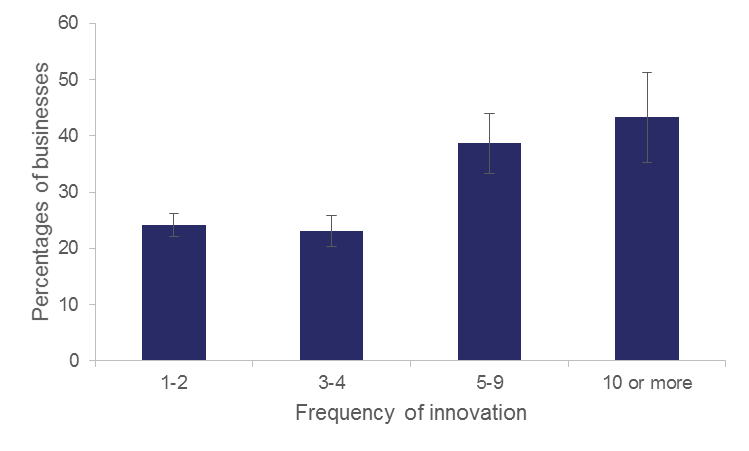 60
50
40
30
20
10
0
Percentages of businesses
1-2 3-4 5-9 10 or more
Frequency of innovation